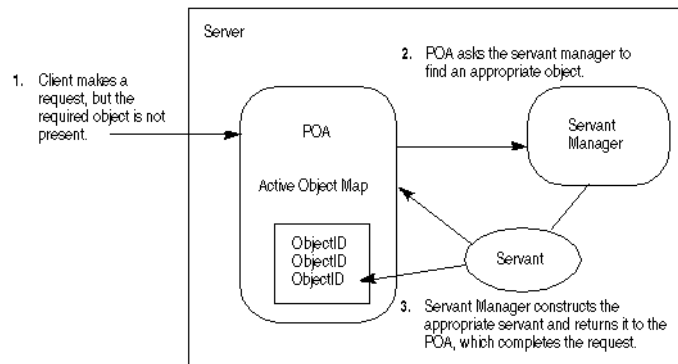 Server
1. Client makes a
request, but the
required object is not
present.
2. POA asks the servant manager to
find an appropriate object.
POA
Servant
Manager
Active Object Map
ObjectID
ObjectID
ObjectID
Servant
3. Servant Manager constructs the
appropriate servant and returns it to the
POA, which completes the request.